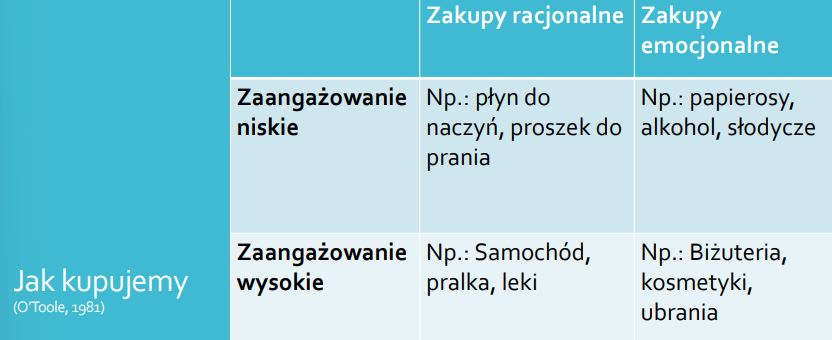 Zakupy racjonalne
Zakupy
emocjonalne
Zaangażowanie
niskie
Np.: płyn do
naczyń, proszek do
prania
Np.: papierosy,
alkohol, słodycze
Zaangażowanie
wysokie
Np.: Samochód,
pralka, leki
Np.: Biżuteria,
kosmetyki,
ubrania
Jak kupujemy
(O'Toole, 1981)